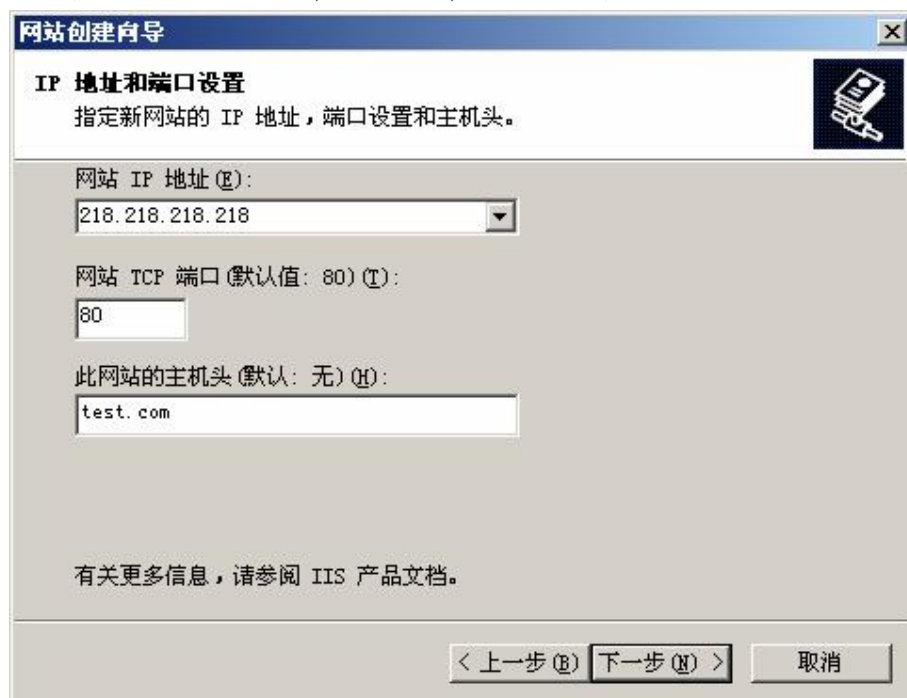 网站创建向导
IP 地址和端口设置
指定新网站的 IP 地址，端口设置和主机头。
网站 IP 地址(E):
218.218.218.218
网站 TCP 端口(默认值: 80)(T):
80
此网站的主机头(默认: 无)(H):
test.com
有关更多信息，请参阅 IIS 产品文档。
< 上一步(B) 下一步(N) > 取消